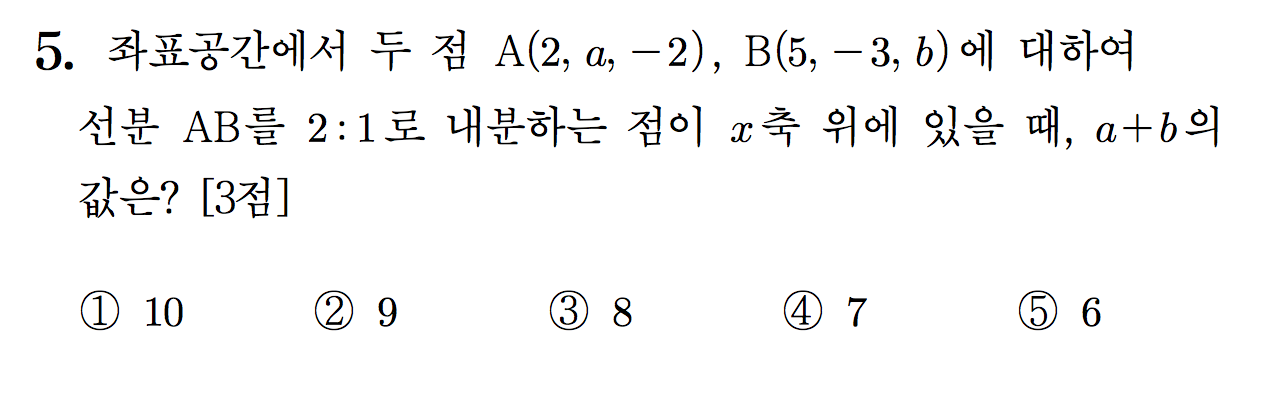 5. 좌표공간에서 두 점 A(2, a, −2), B(5, −3, b)에 대하여
선분 AB를 2:1로 내분하는 점이 x축 위에 있을 때, a+b의
값은? [3점]
① 10 ② 9 ③ 8 ④ 7 ⑤ 6